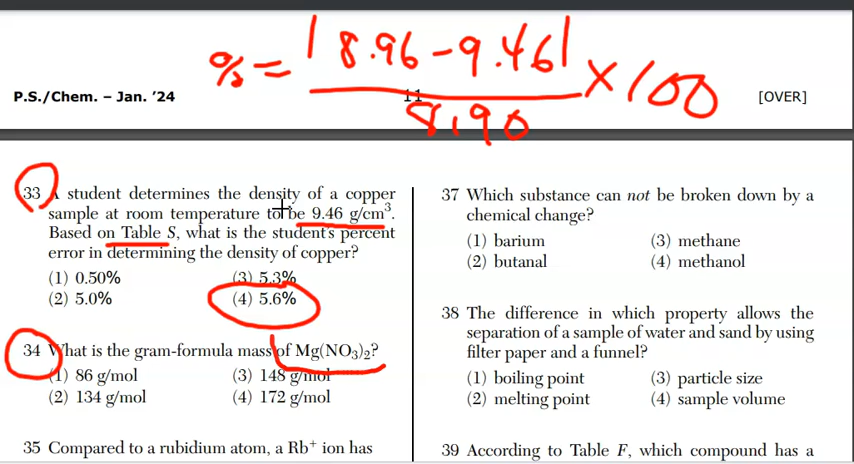 % = | 8.96 - 9.46 | × 100
8.90
P.S./Chem. – Jan. ’24
11
[OVER]
33 A student determines the density of a copper
sample at room temperature to be 9.46 g/cm³.
Based on Table S, what is the student's percent
error in determining the density of copper?
(1) 0.50% (3) 5.3%
(2) 5.0% (4) 5.6%
34 What is the gram-formula mass of Mg(NO₃)₂?
(1) 86 g/mol (3) 148 g/mol
(2) 134 g/mol (4) 172 g/mol
35 Compared to a rubidium atom, a Rb⁺ ion has
37 Which substance can not be broken down by a
chemical change?
(1) barium (3) methane
(2) butanal (4) methanol
38 The difference in which property allows the
separation of a sample of water and sand by using
filter paper and a funnel?
(1) boiling point (3) particle size
(2) melting point (4) sample volume
39 According to Table F, which compound has a